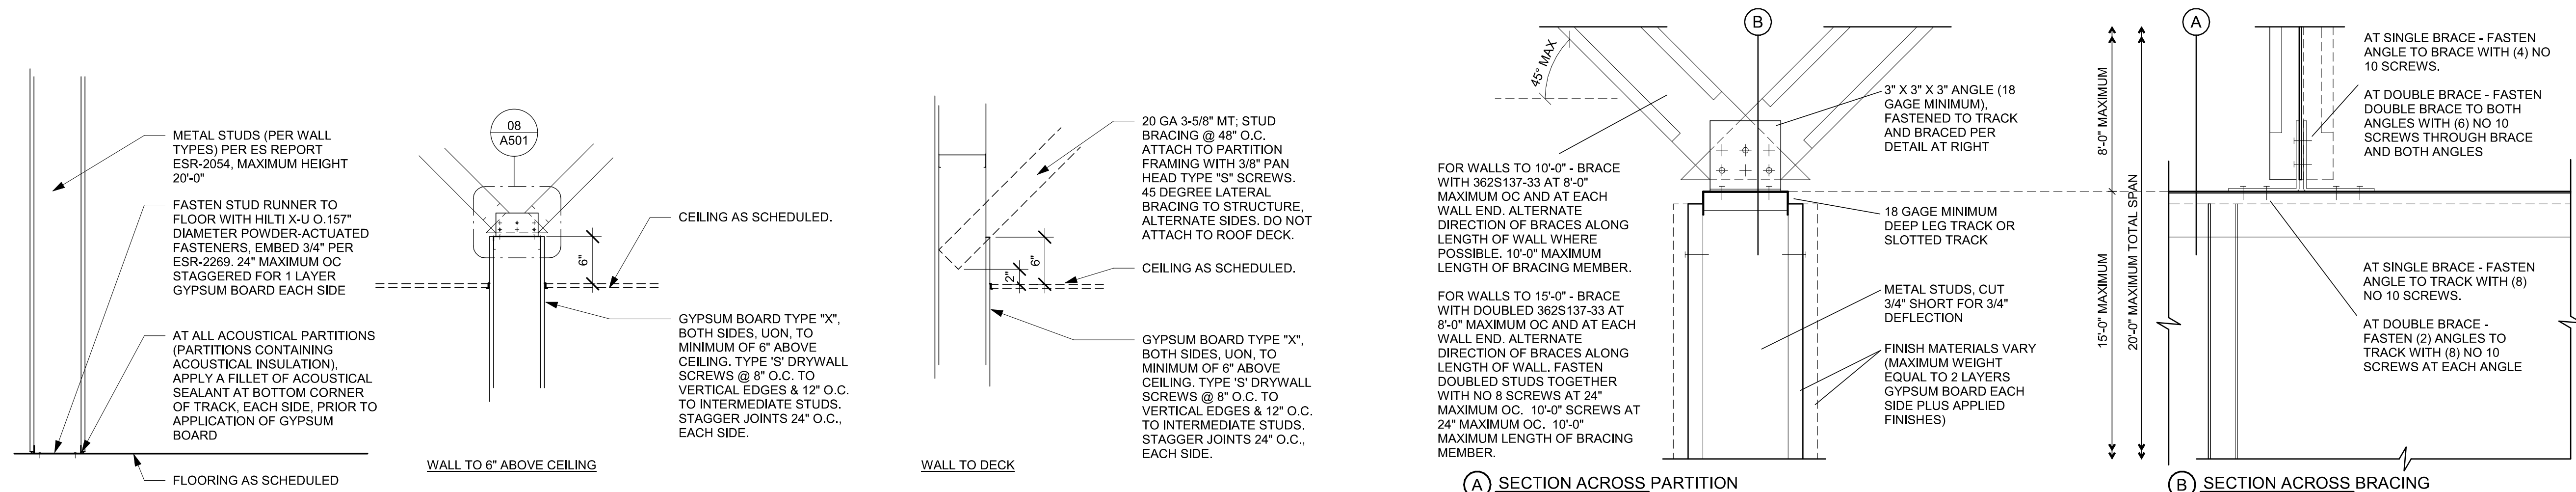 METAL STUDS (PER WALL
TYPES) PER ES REPORT
ESR-2054, MAXIMUM HEIGHT
20'-0"
FASTEN STUD RUNNER TO
FLOOR WITH HILTI X-U O.157"
DIAMETER POWDER-ACTUATED
FASTENERS, EMBED 3/4" PER
ESR-2269. 24" MAXIMUM OC
STAGGERED FOR 1 LAYER
GYPSUM BOARD EACH SIDE
AT ALL ACOUSTICAL PARTITIONS
(PARTITIONS CONTAINING
ACOUSTICAL INSULATION),
APPLY A FILLET OF ACOUSTICAL
SEALANT AT BOTTOM CORNER
OF TRACK, EACH SIDE, PRIOR TO
APPLICATION OF GYPSUM
BOARD
FLOORING AS SCHEDULED
08
A501
6"
CEILING AS SCHEDULED.
GYPSUM BOARD TYPE "X",
BOTH SIDES, UON, TO
MINIMUM OF 6" ABOVE
CEILING. TYPE 'S' DRYWALL
SCREWS @ 8" O.C. TO
VERTICAL EDGES & 12" O.C.
TO INTERMEDIATE STUDS.
STAGGER JOINTS 24" O.C.,
EACH SIDE.
WALL TO 6" ABOVE CEILING
20 GA 3-5/8" MT; STUD
BRACING @ 48" O.C.
ATTACH TO PARTITION
FRAMING WITH 3/8" PAN
HEAD TYPE "S" SCREWS.
45 DEGREE LATERAL
BRACING TO STRUCTURE,
ALTERNATE SIDES. DO NOT
ATTACH TO ROOF DECK.
2"
6"
CEILING AS SCHEDULED.
GYPSUM BOARD TYPE "X",
BOTH SIDES, UON, TO
MINIMUM OF 6" ABOVE
CEILING. TYPE 'S' DRYWALL
SCREWS @ 8" O.C. TO
VERTICAL EDGES & 12" O.C.
TO INTERMEDIATE STUDS.
STAGGER JOINTS 24" O.C.,
EACH SIDE.
WALL TO DECK
45° MAX
B
FOR WALLS TO 10'-0" - BRACE
WITH 362S137-33 AT 8'-0"
MAXIMUM OC AND AT EACH
WALL END. ALTERNATE
DIRECTION OF BRACES ALONG
LENGTH OF WALL WHERE
POSSIBLE. 10'-0" MAXIMUM
LENGTH OF BRACING MEMBER.
FOR WALLS TO 15'-0" - BRACE
WITH DOUBLED 362S137-33 AT
8'-0" MAXIMUM OC AND AT EACH
WALL END. ALTERNATE
DIRECTION OF BRACES ALONG
LENGTH OF WALL. FASTEN
DOUBLED STUDS TOGETHER
WITH NO 8 SCREWS AT 24"
MAXIMUM OC.  10'-0" SCREWS AT
24" MAXIMUM OC.  10'-0"
MAXIMUM LENGTH OF BRACING
MEMBER.
3" X 3" X 3" ANGLE (18
GAGE MINIMUM),
FASTENED TO TRACK
AND BRACED PER
DETAIL AT RIGHT
18 GAGE MINIMUM
DEEP LEG TRACK OR
SLOTTED TRACK
METAL STUDS, CUT
3/4" SHORT FOR 3/4"
DEFLECTION
FINISH MATERIALS VARY
(MAXIMUM WEIGHT
EQUAL TO 2 LAYERS
GYPSUM BOARD EACH
SIDE PLUS APPLIED
FINISHES)
A SECTION ACROSS PARTITION
8'-0" MAXIMUM
15'-0" MAXIMUM
20'-0" MAXIMUM TOTAL SPAN
A
AT SINGLE BRACE - FASTEN
ANGLE TO BRACE WITH (4) NO
10 SCREWS.
AT DOUBLE BRACE - FASTEN
DOUBLE BRACE TO BOTH
ANGLES WITH (6) NO 10
SCREWS THROUGH BRACE
AND BOTH ANGLES
AT SINGLE BRACE - FASTEN
ANGLE TO TRACK WITH (8)
NO 10 SCREWS.
AT DOUBLE BRACE -
FASTEN (2) ANGLES TO
TRACK WITH (8) NO 10
SCREWS AT EACH ANGLE
B SECTION ACROSS BRACING